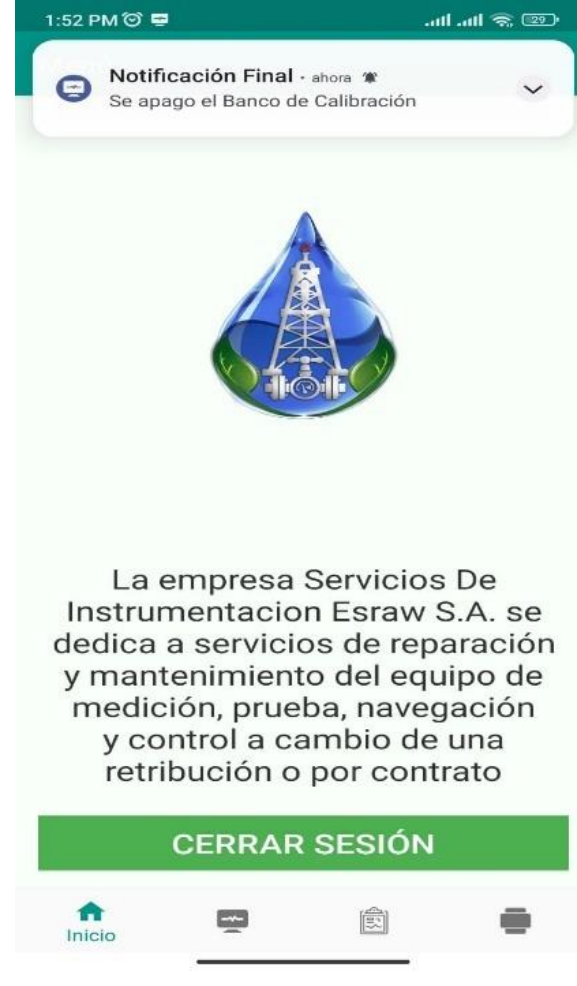 1:52 PM
29
Notificación Final · ahora
Se apago el Banco de Calibración
La empresa Servicios De
Instrumentacion Esraw S.A. se
dedica a servicios de reparación
y mantenimiento del equipo de
medición, prueba, navegación
y control a cambio de una
retribución o por contrato
CERRAR SESIÓN
Inicio